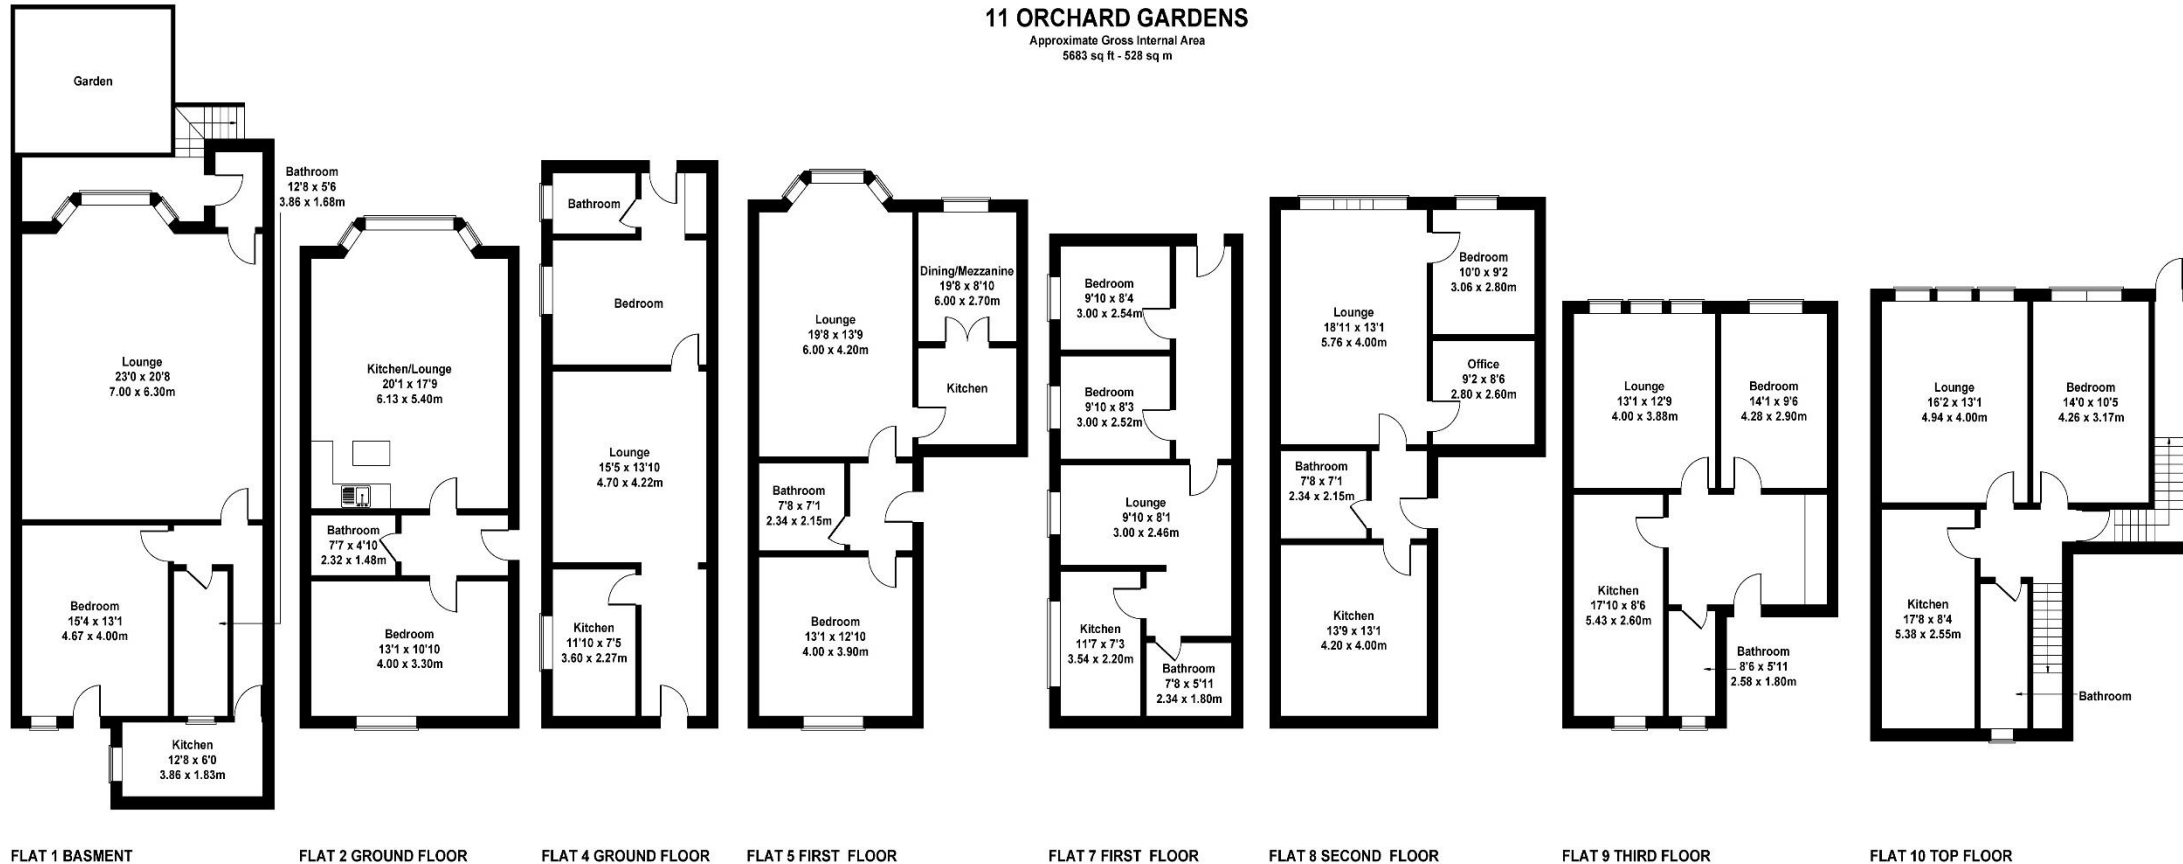 11 ORCHARD GARDENS
Approximate Gross Internal Area
5683 sq ft - 528 sq m
Garden
Bathroom
12'8 x 5'6
3.86 x 1.68m
Lounge
23'0 x 20'8
7.00 x 6.30m
Bedroom
15'4 x 13'1
4.67 x 4.00m
Kitchen
12'8 x 6'0
3.86 x 1.83m
FLAT 1 BASMENT
Kitchen/Lounge
20'1 x 17'9
6.13 x 5.40m
Bathroom
7'7 x 4'10
2.32 x 1.48m
Bedroom
13'1 x 10'10
4.00 x 3.30m
FLAT 2 GROUND FLOOR
Bathroom
Bedroom
Lounge
15'5 x 13'10
4.70 x 4.22m
Kitchen
11'10 x 7'5
3.60 x 2.27m
FLAT 4 GROUND FLOOR
Dining/Mezzanine
19'8 x 8'10
6.00 x 2.70m
Lounge
19'8 x 13'9
6.00 x 4.20m
Kitchen
Bathroom
7'8 x 7'1
2.34 x 2.15m
Bedroom
13'1 x 12'10
4.00 x 3.90m
FLAT 5 FIRST FLOOR
Bedroom
9'10 x 8'4
3.00 x 2.54m
Bedroom
9'10 x 8'3
3.00 x 2.52m
Lounge
9'10 x 8'1
3.00 x 2.46m
Kitchen
11'7 x 7'3
3.54 x 2.20m
Bathroom
7'8 x 5'11
2.34 x 1.80m
FLAT 7 FIRST FLOOR
Bedroom
10'0 x 9'2
3.06 x 2.80m
Lounge
18'11 x 13'1
5.76 x 4.00m
Office
9'2 x 8'6
2.80 x 2.60m
Bathroom
7'8 x 7'1
2.34 x 2.15m
Kitchen
13'9 x 13'1
4.20 x 4.00m
FLAT 8 SECOND FLOOR
Lounge
13'1 x 12'9
4.00 x 3.88m
Bedroom
14'1 x 9'6
4.28 x 2.90m
Kitchen
17'10 x 8'6
5.43 x 2.60m
Bathroom
8'6 x 5'11
2.58 x 1.80m
FLAT 9 THIRD FLOOR
Lounge
16'2 x 13'1
4.94 x 4.00m
Bedroom
14'0 x 10'5
4.26 x 3.17m
Kitchen
17'8 x 8'4
5.38 x 2.55m
Bathroom
FLAT 10 TOP FLOOR